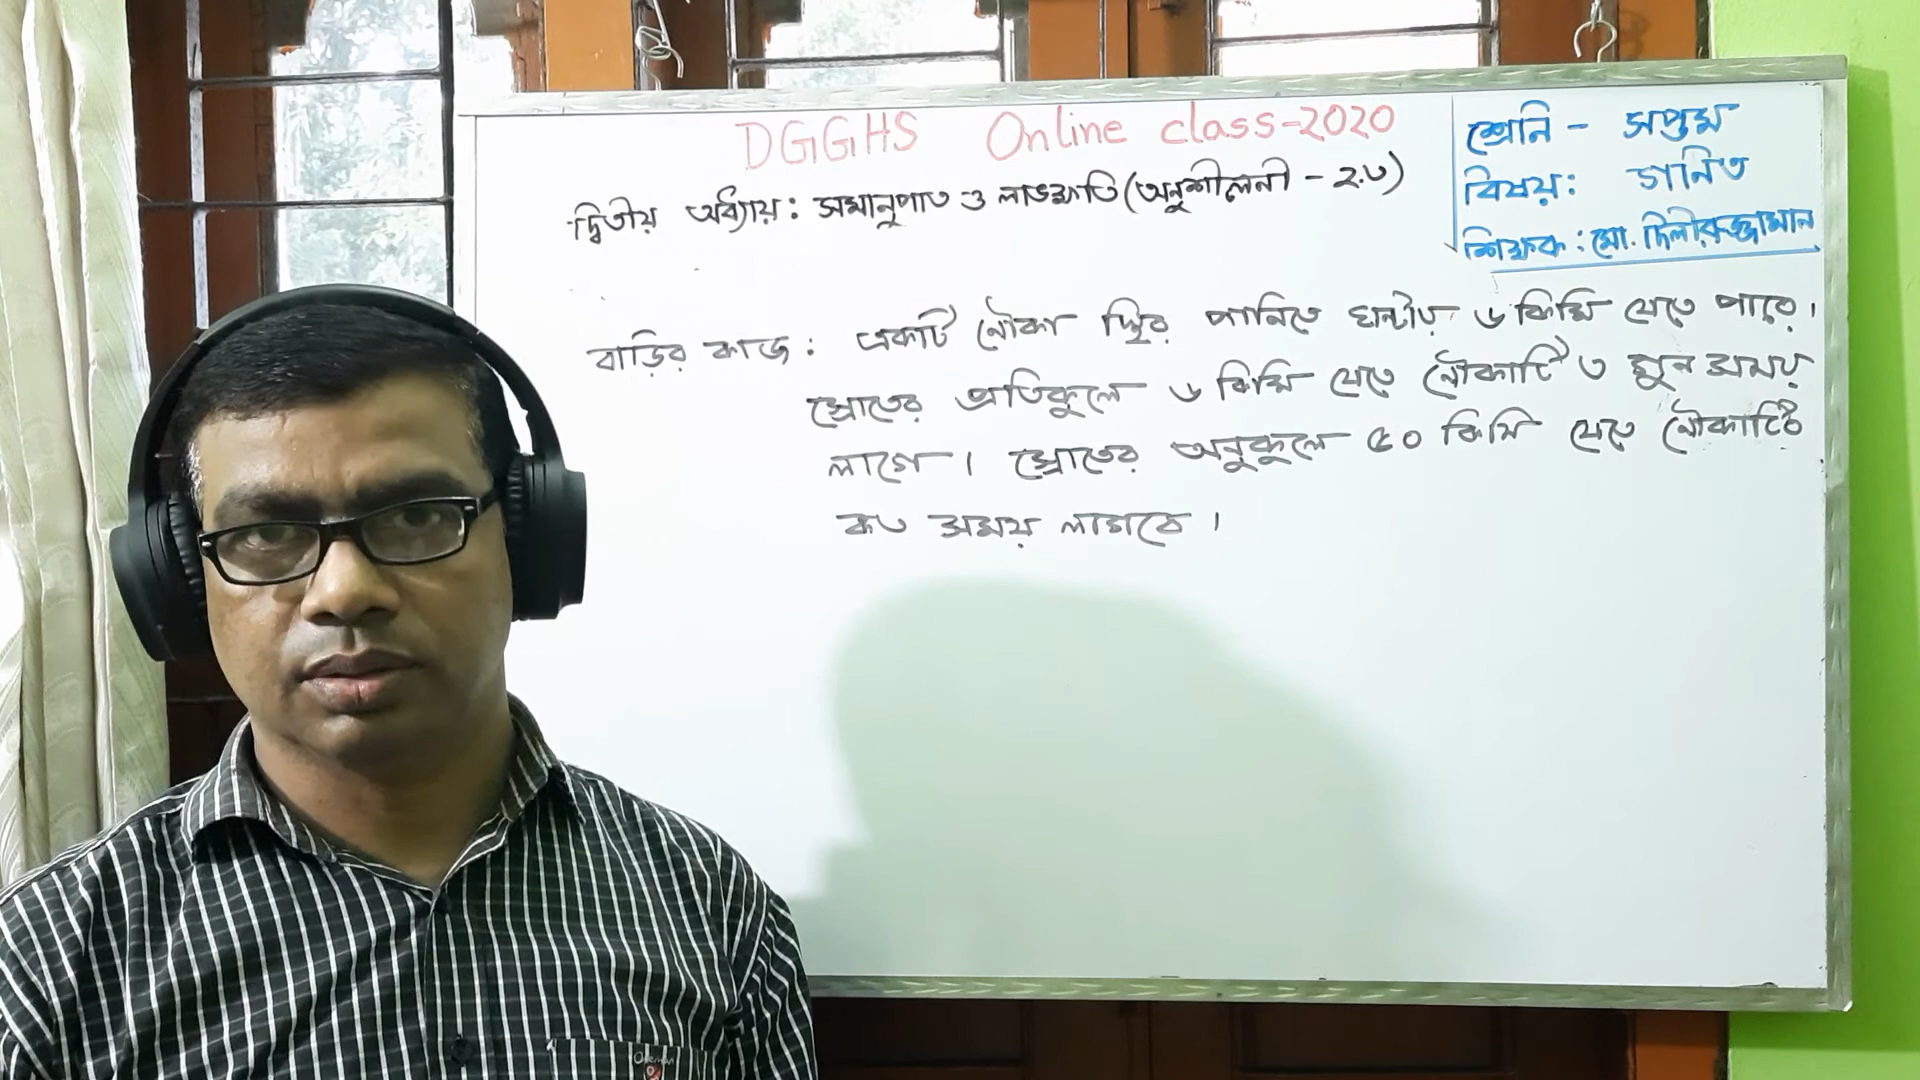 DGGHS Online class-2020
দ্বিতীয় অধ্যায়: সমানুপাত ও লাভক্ষতি (অনুশীলনী - ২.৩)
শ্রেনি - সপ্তম
বিষয়: গনিত
শিক্ষক: মো. দিলীরুজ্জামান
বাড়ির কাজ: একটি নৌকা স্থির পানিতে ঘন্টায় ৬ কিমি যেতে পারে।
স্রোতের প্রতিকুলে ৬ কিমি যেতে নৌকাটি ৩ গুন সময়
লাগে। স্রোতের অনুকুলে ৫০ কিমি যেতে নৌকাটির
কত সময় লাগবে।